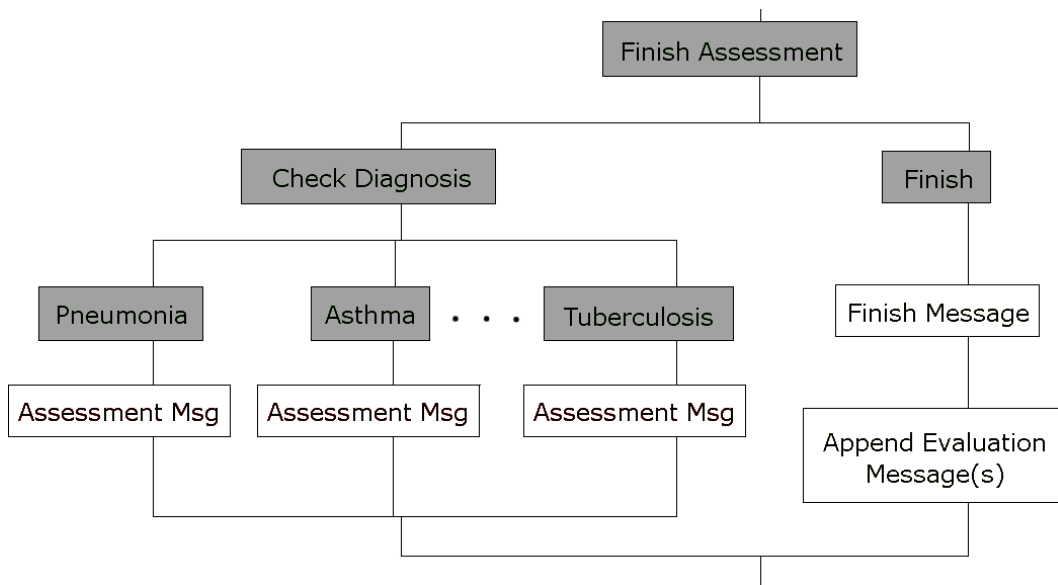 Finish Assessment
Check Diagnosis
Finish
Pneumonia
Asthma
. . .
Tuberculosis
Finish Message
Assessment Msg
Assessment Msg
Assessment Msg
Append Evaluation
Message(s)